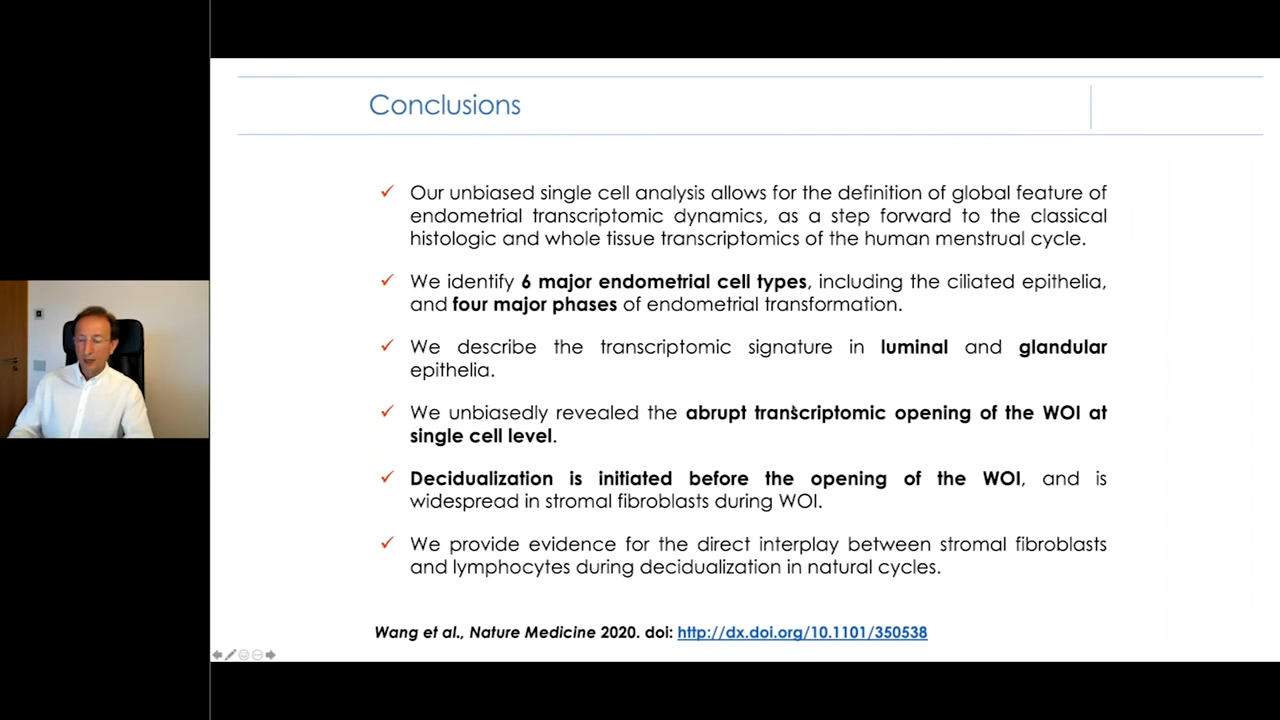 Conclusions
✓ Our unbiased single cell analysis allows for the definition of global feature of
endometrial transcriptomic dynamics, as a step forward to the classical
histologic and whole tissue transcriptomics of the human menstrual cycle.
✓ We identify 6 major endometrial cell types, including the ciliated epithelia,
and four major phases of endometrial transformation.
✓ We describe the transcriptomic signature in luminal and glandular
epithelia.
✓ We unbiasedly revealed the abrupt transcriptomic opening of the WOI at
single cell level.
✓ Decidualization is initiated before the opening of the WOI, and is
widespread in stromal fibroblasts during WOI.
✓ We provide evidence for the direct interplay between stromal fibroblasts
and lymphocytes during decidualization in natural cycles.
Wang et al., Nature Medicine 2020. doi: http://dx.doi.org/10.1101/350538